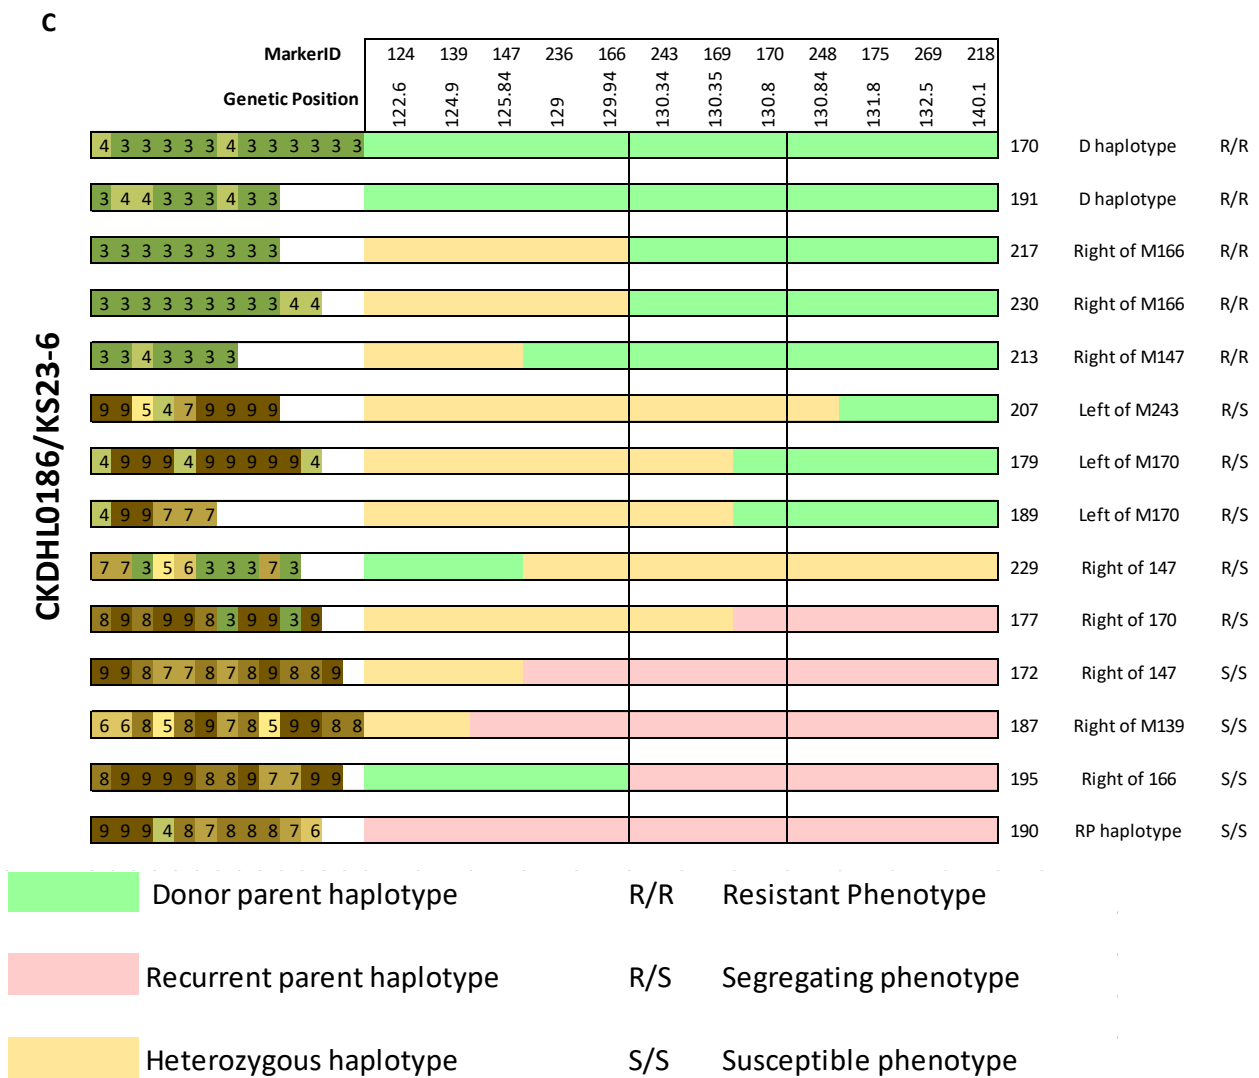 C
MarkerID 124 139 147 236 166 243 169 170 248 175 269 218
Genetic Position 122.6 124.9 125.84 129 129.94 130.34 130.35 130.8 130.84 131.8 132.5 140.1
CKDHL0186/KS23-6
4 3 3 3 3 3 4 3 3 3 3 3 3 170 D haplotype R/R
3 4 4 3 3 3 4 3 3 191 D haplotype R/R
3 3 3 3 3 3 3 3 3 217 Right of M166 R/R
3 3 3 3 3 3 3 3 3 4 4 230 Right of M166 R/R
3 3 4 3 3 3 3 213 Right of M147 R/R
9 9 5 4 7 9 9 9 9 207 Left of M243 R/S
4 9 9 9 4 9 9 9 9 9 4 179 Left of M170 R/S
4 9 9 7 7 7 189 Left of M170 R/S
7 7 3 5 6 3 3 3 7 3 229 Right of 147 R/S
8 9 8 9 9 8 3 9 9 3 9 177 Right of 170 R/S
9 9 8 7 7 8 7 8 9 8 8 9 172 Right of 147 S/S
6 6 8 5 8 9 7 8 5 9 9 8 8 187 Right of M139 S/S
8 9 9 9 9 8 8 9 7 7 9 9 195 Right of 166 S/S
9 9 9 4 8 7 8 8 8 7 6 190 RP haplotype S/S
Donor parent haplotype R/R Resistant Phenotype
Recurrent parent haplotype R/S Segregating phenotype
Heterozygous haplotype S/S Susceptible phenotype